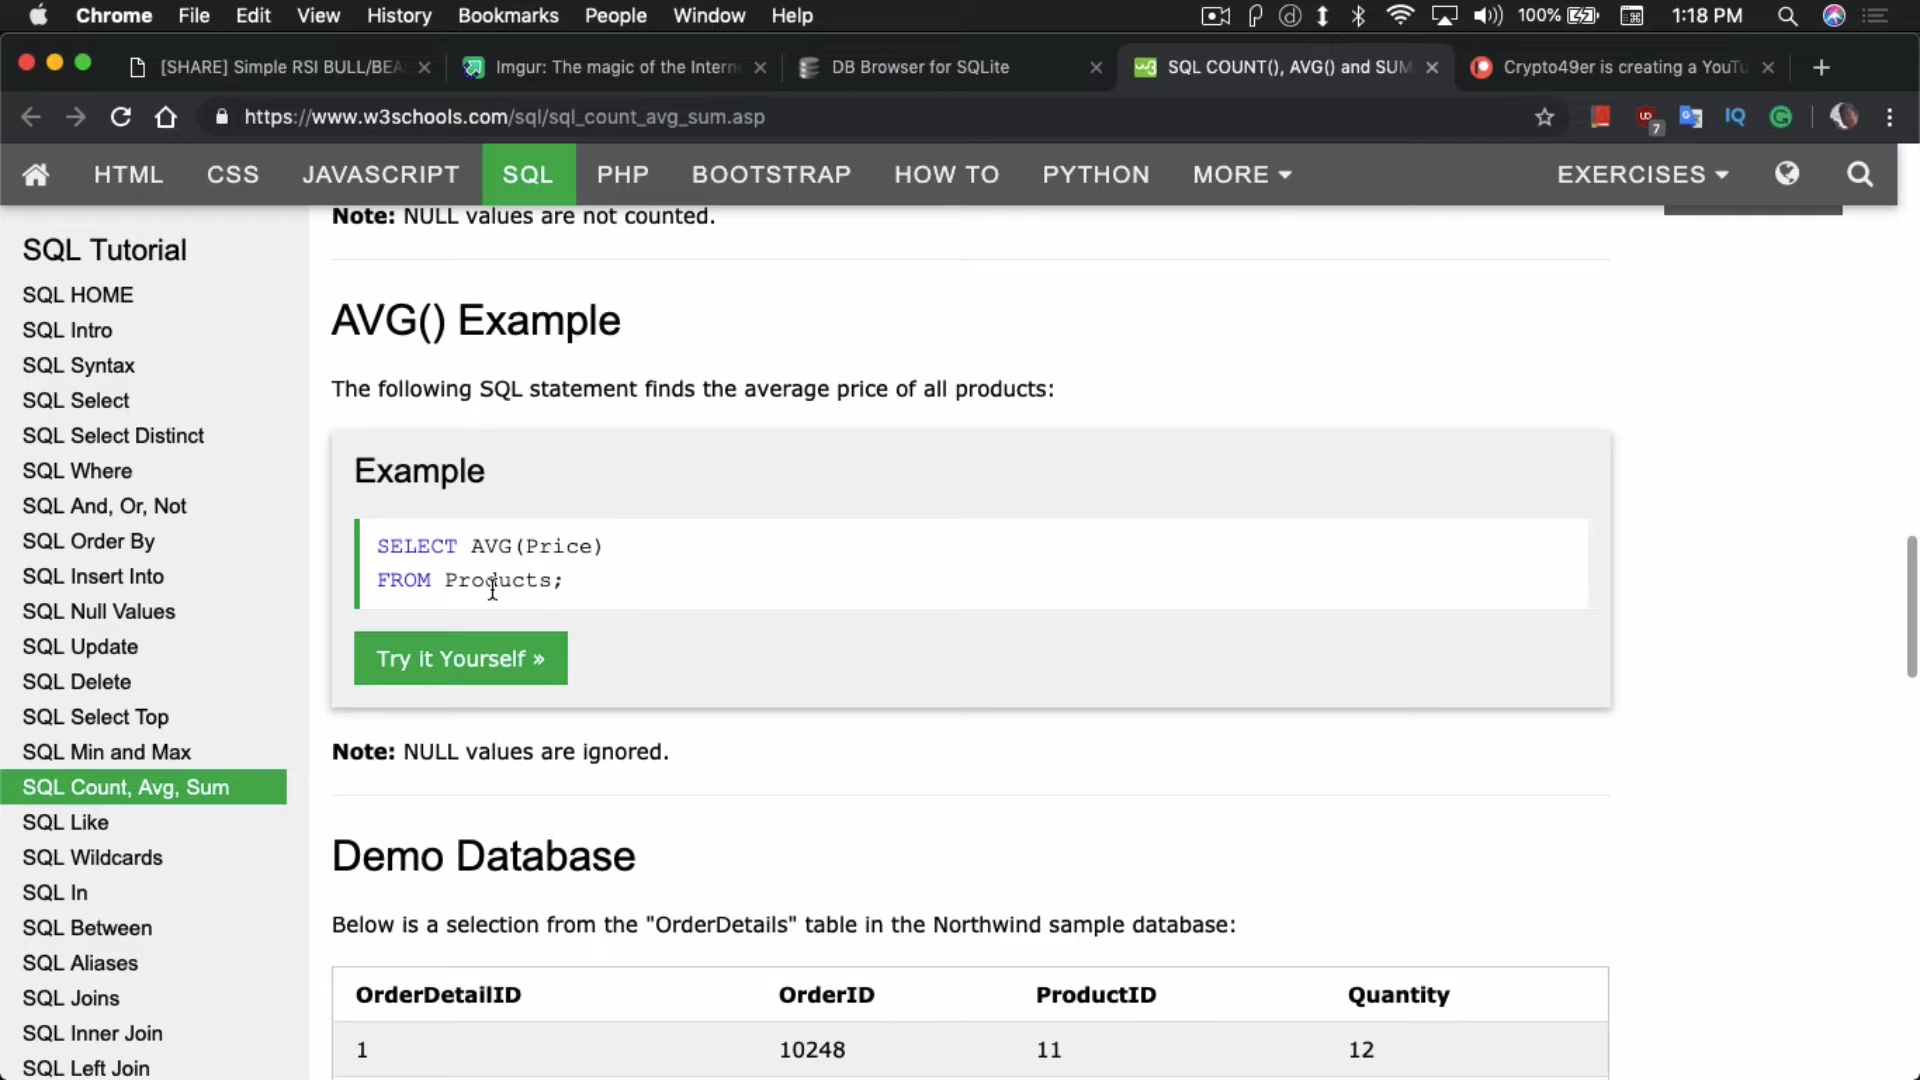 Chrome File Edit View History Bookmarks People Window Help 100% 1:18 PM
[SHARE] Simple RSI BULL/BEA Imgur: The magic of the Intern DB Browser for SQLite SQL COUNT(), AVG() and SUM Crypto49er is creating a YouTu
https://www.w3schools.com/sql/sql_count_avg_sum.asp
HTML CSS JAVASCRIPT SQL PHP BOOTSTRAP HOW TO PYTHON MORE EXERCISES
Note: NULL values are not counted.
SQL Tutorial
SQL HOME
SQL Intro
SQL Syntax
SQL Select
SQL Select Distinct
SQL Where
SQL And, Or, Not
SQL Order By
SQL Insert Into
SQL Null Values
SQL Update
SQL Delete
SQL Select Top
SQL Min and Max
SQL Count, Avg, Sum
SQL Like
SQL Wildcards
SQL In
SQL Between
SQL Aliases
SQL Joins
SQL Inner Join
SQL Left Join
AVG() Example
The following SQL statement finds the average price of all products:
Example
SELECT AVG(Price)
FROM Products;
Try it Yourself »
Note: NULL values are ignored.
Demo Database
Below is a selection from the "OrderDetails" table in the Northwind sample database:
OrderDetailID OrderID ProductID Quantity
1 10248 11 12